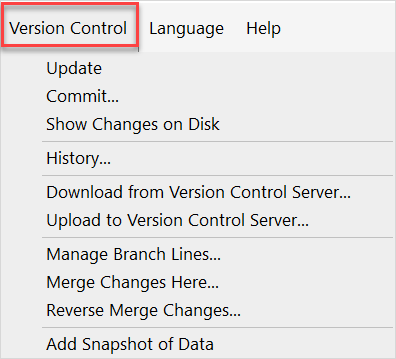 Version Control Language Help
Update
Commit...
Show Changes on Disk
History...
Download from Version Control Server...
Upload to Version Control Server...
Manage Branch Lines...
Merge Changes Here...
Reverse Merge Changes...
Add Snapshot of Data